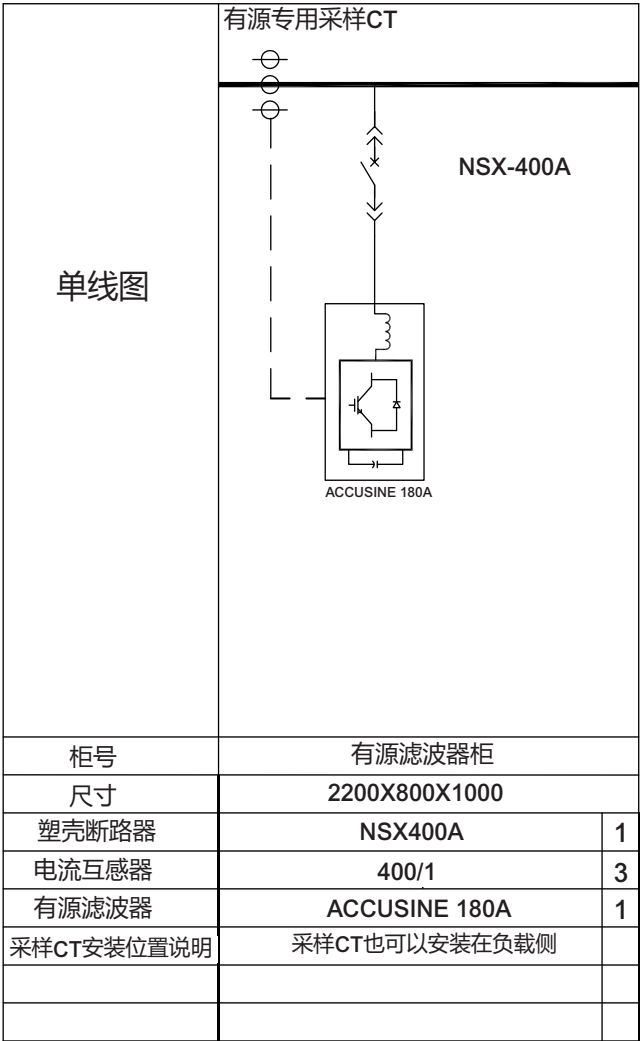 有源专用采样CT
NSX-400A
单线图
ACCUSINE 180A
柜号 有源滤波器柜
尺寸 2200X800X1000
塑壳断路器 NSX400A 1
电流互感器 400/1 3
有源滤波器 ACCUSINE 180A 1
采样CT安装位置说明 采样CT也可以安装在负载侧